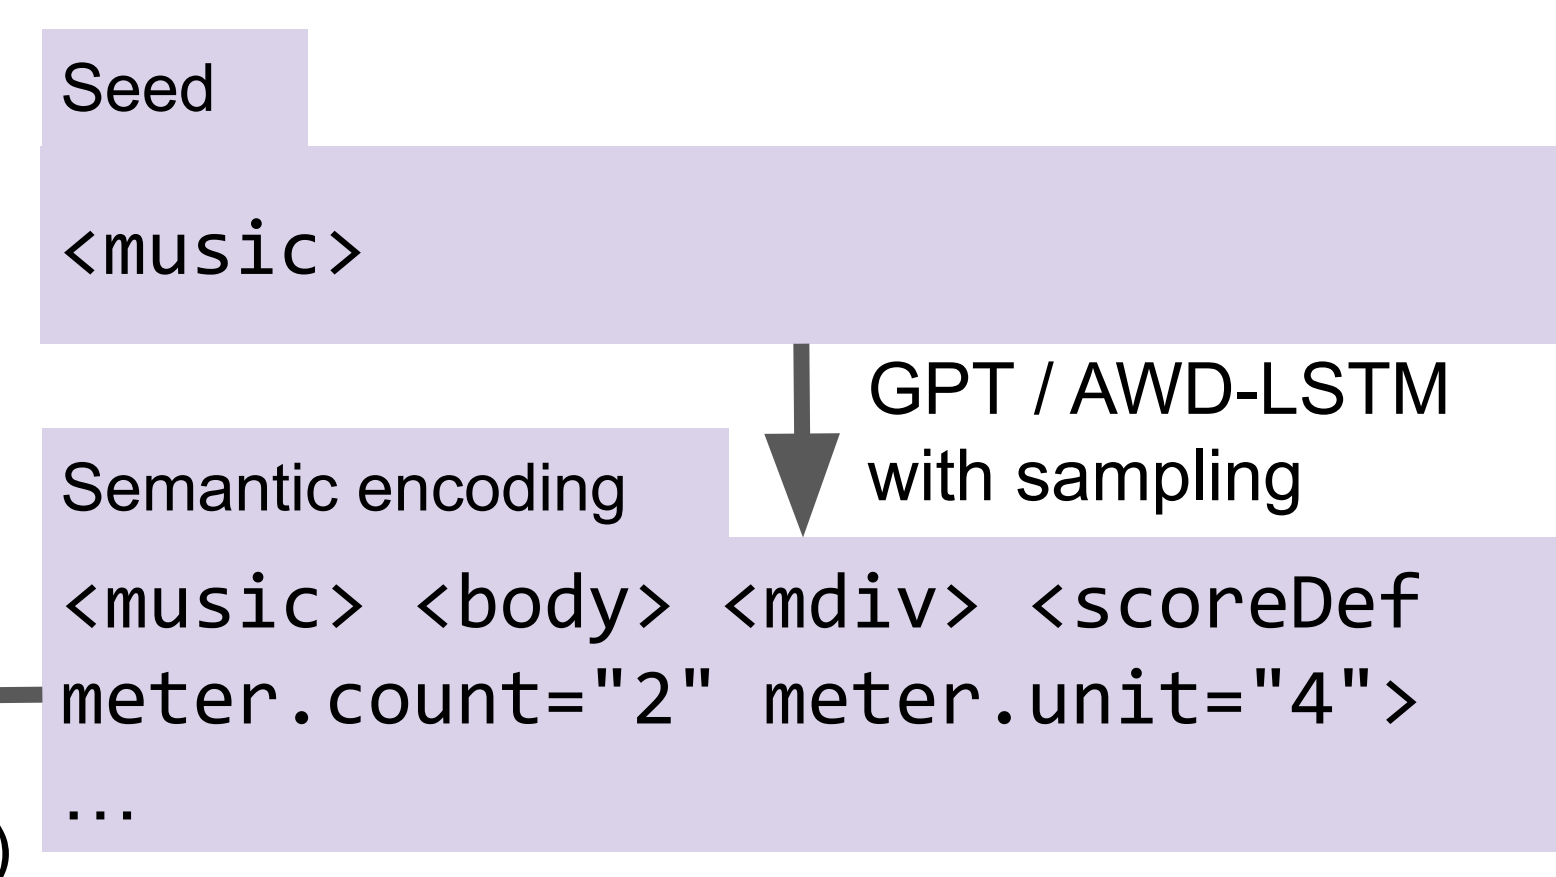 Seed
<music>
GPT / AWD-LSTM
with sampling
Semantic encoding
<music> <body> <mdiv> <scoreDef
meter.count="2" meter.unit="4">
…
)